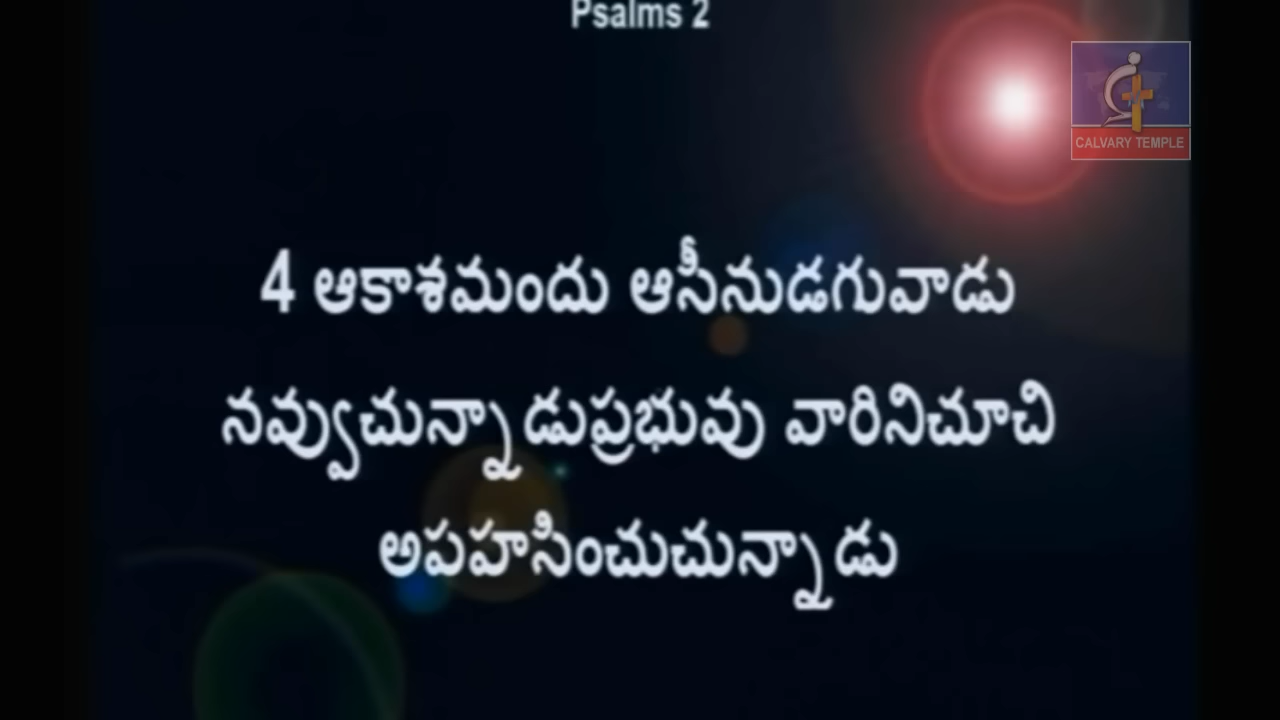 Psalms 2
CALVARY TEMPLE
4 ఆకాశమందు ఆసీనుడగువాడు
నవ్వుచున్నాడుప్రభువు వారినిచూచి
అపహసించుచున్నాడు